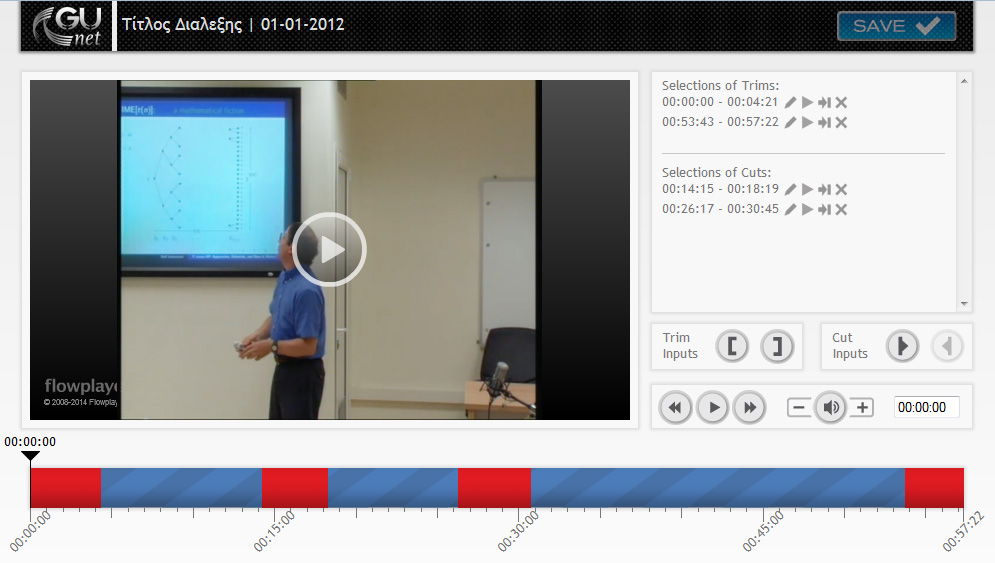 GU
net
Τίτλος Διαλεξης | 01-01-2012
SAVE
IME[t(n)]: a mathematical fiction
flowplaye
© 2008-2014 Flowplay
Selections of Trims:
00:00:00 - 00:04:21
00:53:43 - 00:57:22
Selections of Cuts:
00:14:15 - 00:18:19
00:26:17 - 00:30:45
Trim
Inputs
Cut
Inputs
00:00:00
00:00:00
00:00:00
00:15:00
00:30:00
00:45:00
00:57:22